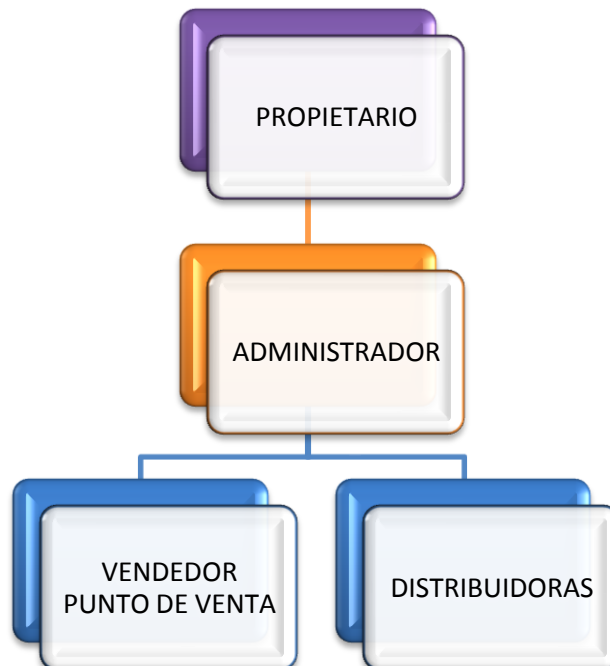 PROPIETARIO
ADMINISTRADOR
VENDEDOR
PUNTO DE VENTA
DISTRIBUIDORAS